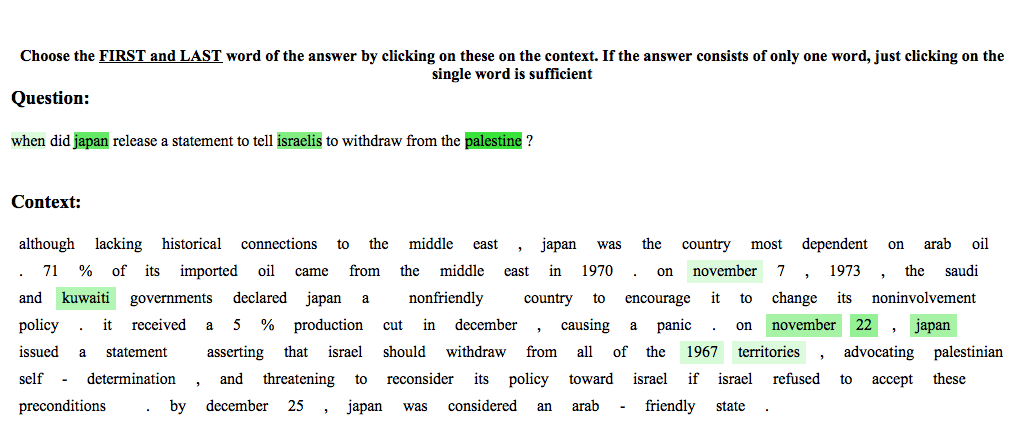 Choose the FIRST and LAST word of the answer by clicking on these on the context. If the answer consists of only one word, just clicking on the
single word is sufficient
Question:
when did japan release a statement to tell israelis to withdraw from the palestine ?
Context:
although lacking historical connections to the middle east , japan was the country most dependent on arab oil
. 71 % of its imported oil came from the middle east in 1970 . on november 7 , 1973 , the saudi
and kuwaiti governments declared japan a nonfriendly country to encourage it to change its noninvolvement
policy . it received a 5 % production cut in december , causing a panic . on november 22 , japan
issued a statement asserting that israel should withdraw from all of the 1967 territories , advocating palestinian
self - determination , and threatening to reconsider its policy toward israel if israel refused to accept these
preconditions . by december 25 , japan was considered an arab - friendly state .